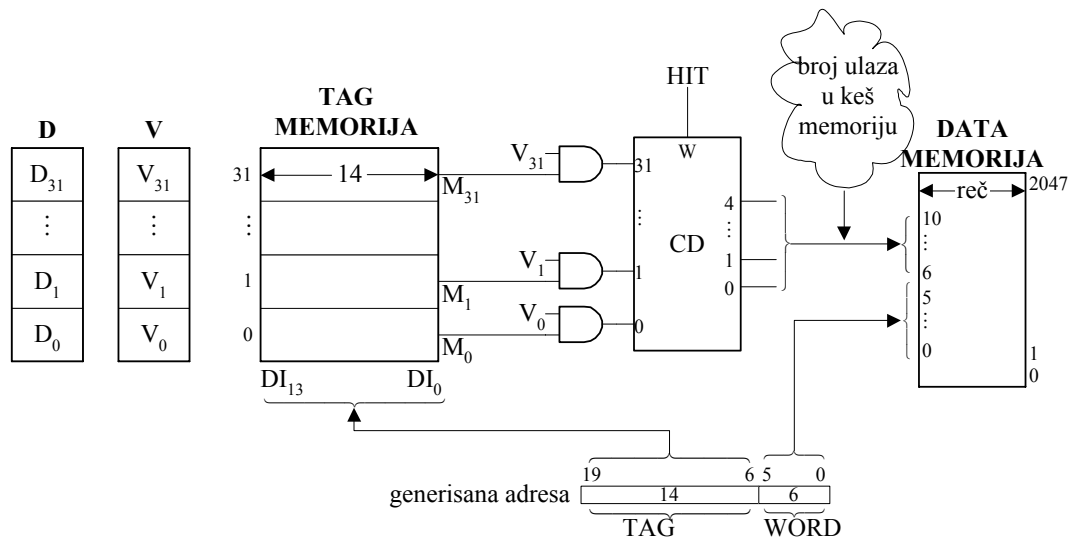 broj ulaza
u keš
memoriju
HIT
TAG
MEMORIJA
D
V
DATA
MEMORIJA
D31
V31
31
14
M31
V31
31
W
reč
2047
⋮
⋮
⋮
⋮
4
⋮
1
0
10
⋮
6
5
⋮
0
CD
D1
V1
1
M1
V1
1
D0
V0
0
M0
V0
0
1
0
DI13
DI0
19
6
5
0
generisana adresa
14
6
TAG
WORD